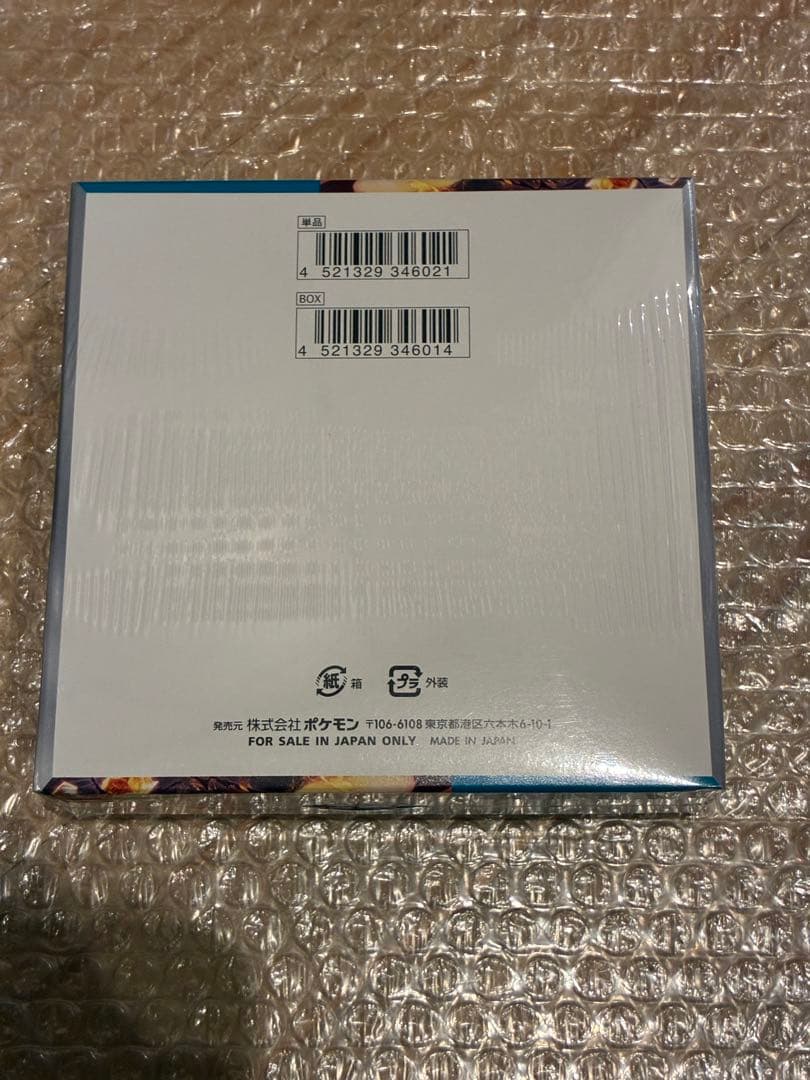 単品
4 521329 346021
BOX
4 521329 346014
紙 箱 プラ 外装
発売元 株式会社 ポケモン 〒106-6108 東京都港区六本木6-10-1
FOR SALE IN JAPAN ONLY MADE IN JAPAN